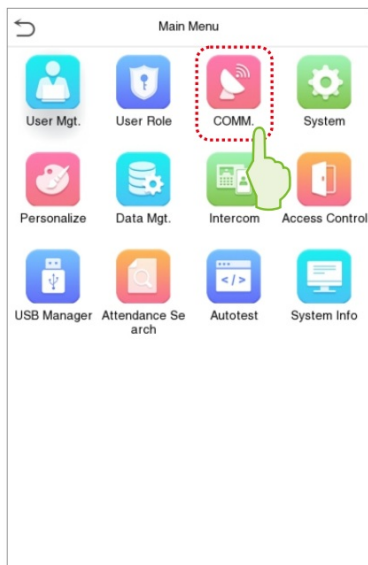 Main Menu
User Mgt.
User Role
COMM.
System
Personalize
Data Mgt.
Intercom
Access Control
USB Manager
Attendance Se
arch
Autotest
System Info